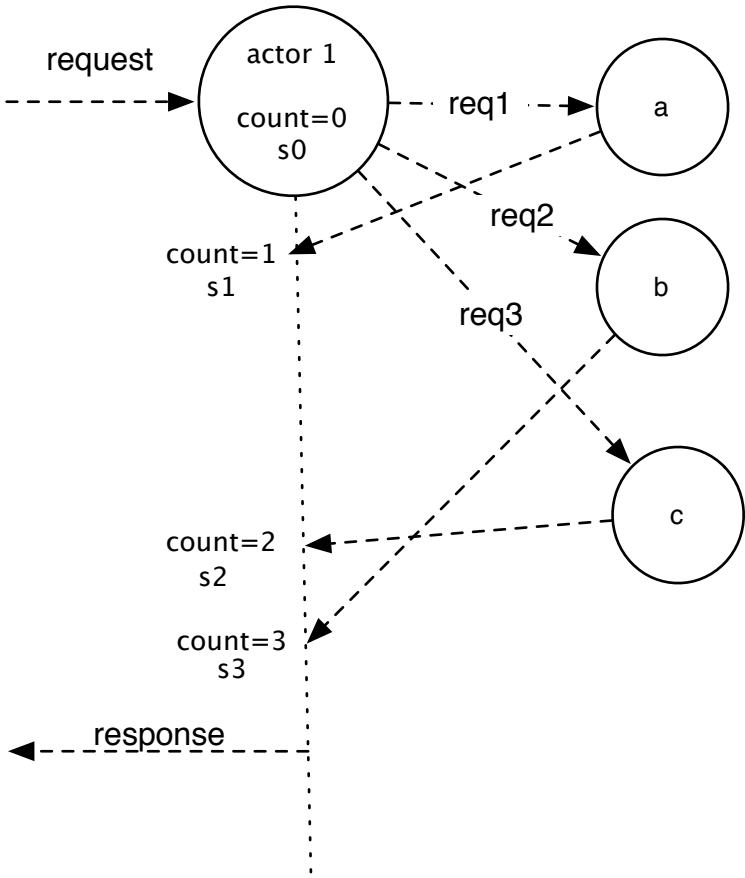 request
actor 1
count=0
s0
req1
a
req2
count=1
s1
b
req3
c
count=2
s2
count=3
s3
response